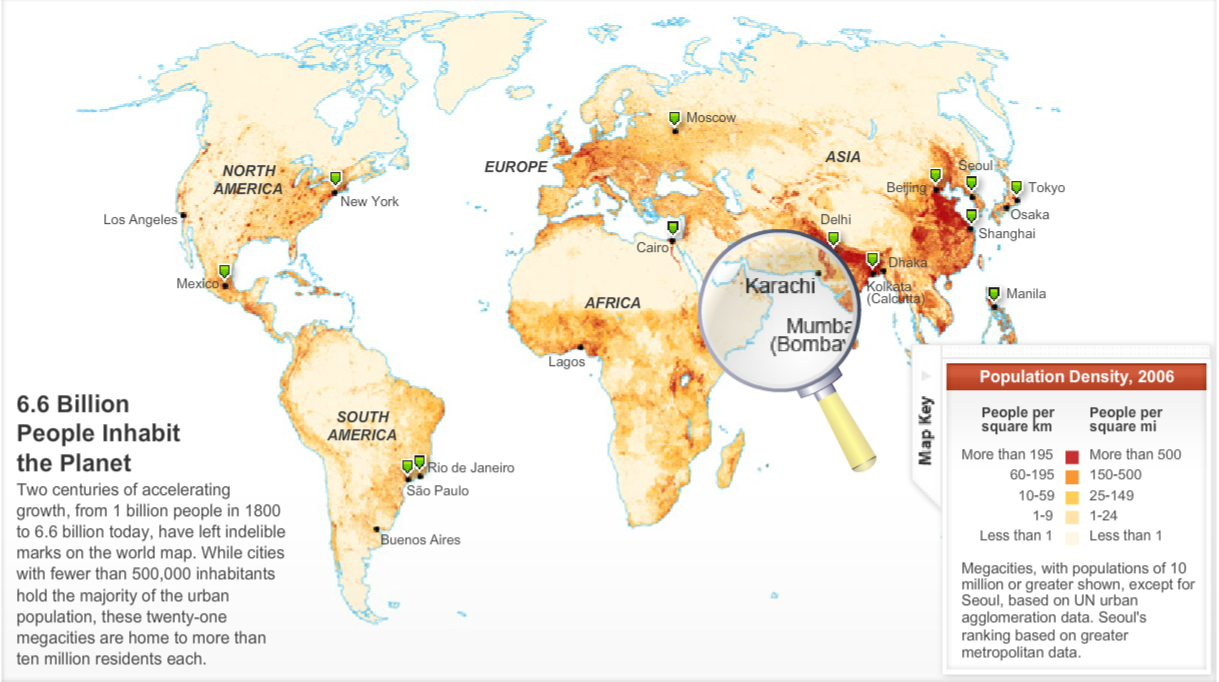 Moscow
NORTH
AMERICA
EUROPE
ASIA
Seoul
Beijing
Tokyo
New York
Osaka
Los Angeles
Delhi
Shanghai
Cairo
Dhaka
Mexico
Karachi
Kolkata
(Calcutta)
Manila
AFRICA
Mumba
(Bombay
Lagos
SOUTH
AMERICA
Rio de Janeiro
São Paulo
Buenos Aires
6.6 Billion
People Inhabit
the Planet
Two centuries of accelerating
growth, from 1 billion people in 1800
to 6.6 billion today, have left indelible
marks on the world map. While cities
with fewer than 500,000 inhabitants
hold the majority of the urban
population, these twenty-one
megacities are home to more than
ten million residents each.
Map Key
Population Density, 2006
People per
square km
People per
square mi
More than 195 More than 500
60-195 150-500
10-59 25-149
1-9 1-24
Less than 1 Less than 1
Megacities, with populations of 10
million or greater shown, except for
Seoul, based on UN urban
agglomeration data. Seoul's
ranking based on greater
metropolitan data.